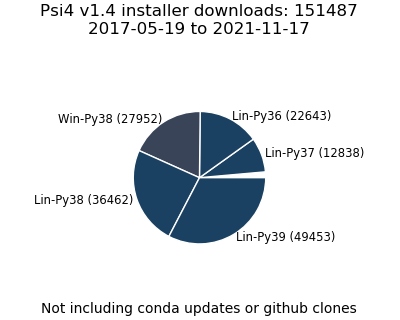 Psi4 v1.4 installer downloads: 151487
2017-05-19 to 2021-11-17
Win-Py38 (27952)
Lin-Py36 (22643)
Lin-Py37 (12838)
Lin-Py38 (36462)
Lin-Py39 (49453)
Not including conda updates or github clones